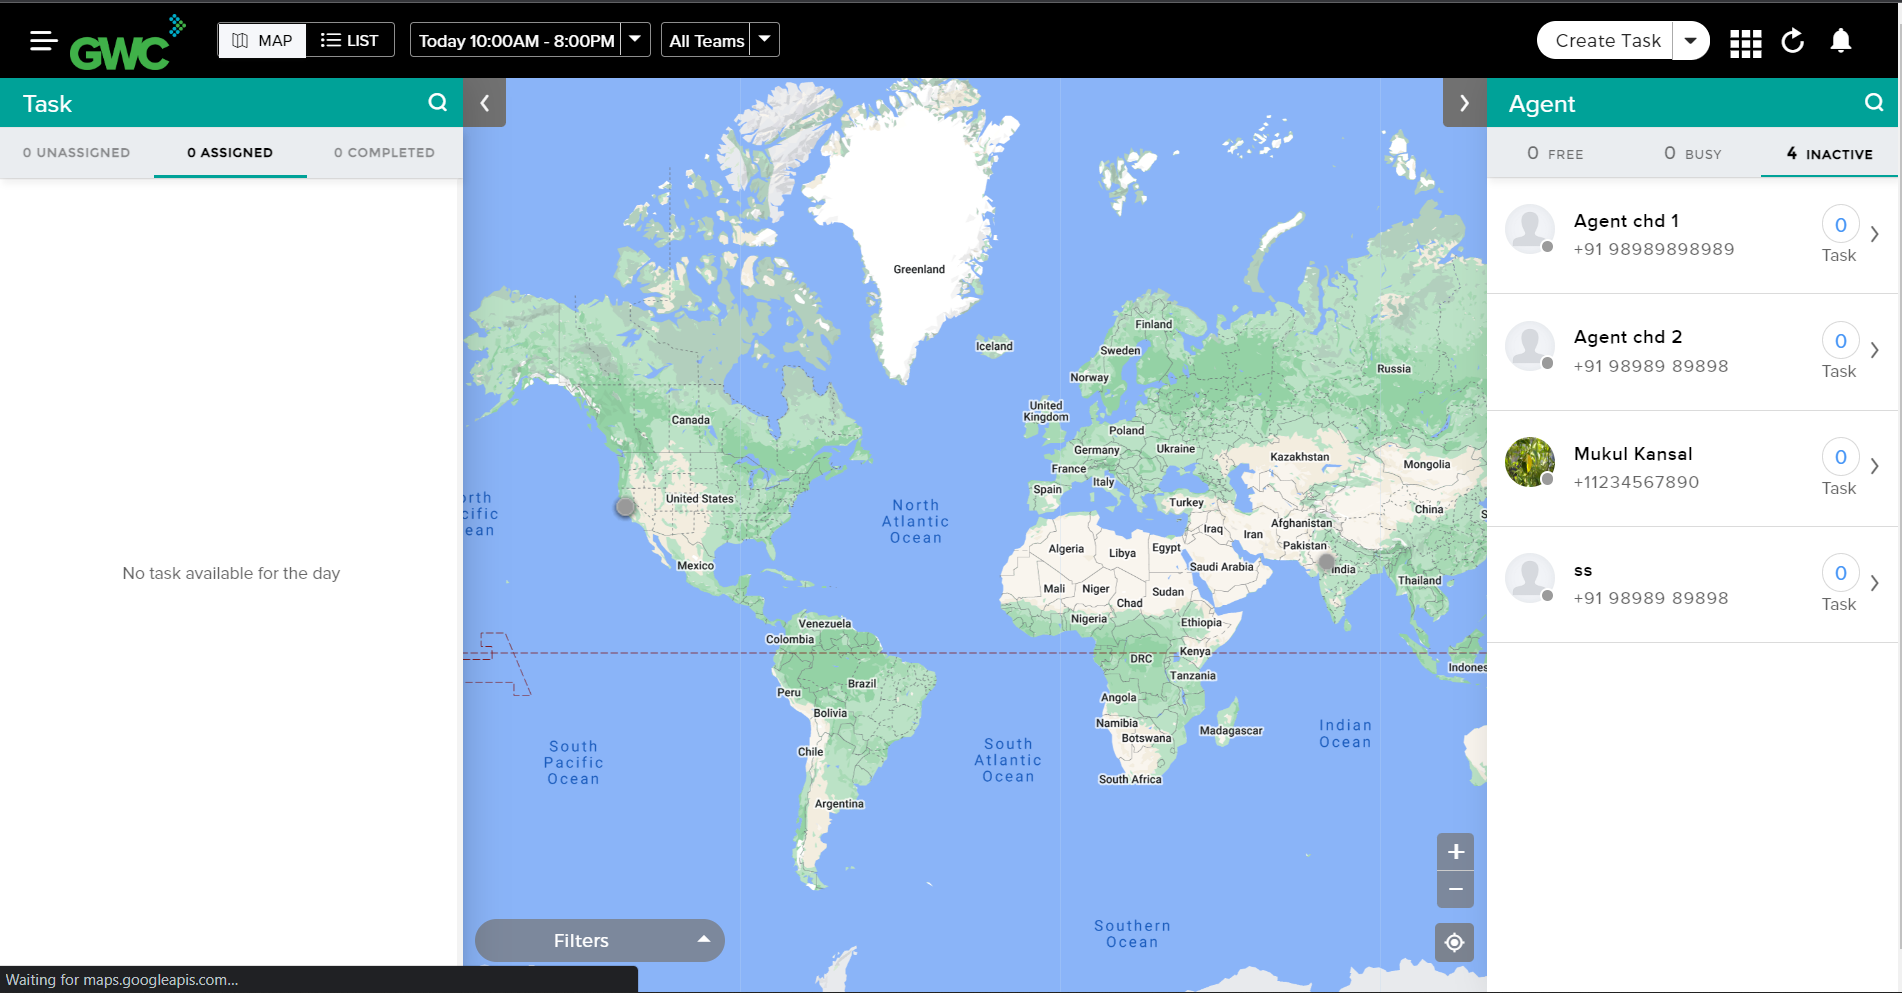 GWC
MAP
LIST
Today 10:00AM - 8:00PM
All Teams
Create Task
Task
0 UNASSIGNED
0 ASSIGNED
0 COMPLETED
No task available for the day
Greenland
Iceland
Finland
Sweden
Norway
Russia
United
Kingdom
Poland
Germany
Ukraine
France
Italy
Spain
Kazakhstan
Mongolia
Turkey
China
Iraq
Iran
Afghanistan
Pakistan
India
Algeria
Libya
Egypt
Saudi Arabia
Thailand
Mali
Niger
Chad
Sudan
Nigeria
Ethiopia
DRC
Kenya
Tanzania
Indones
Angola
Namibia
Botswana
Madagascar
South Africa
Canada
United States
Mexico
Venezuela
Colombia
Brazil
Peru
Bolivia
Chile
Argentina
orth
cific
ean
North
Atlantic
Ocean
South
Pacific
Ocean
South
Atlantic
Ocean
Indian
Ocean
Southern
Ocean
Filters
Agent
0 FREE
0 BUSY
4 INACTIVE
Agent chd 1
+91 98989898989
0
Task
Agent chd 2
+91 98989 89898
0
Task
Mukul Kansal
+11234567890
0
Task
ss
+91 98989 89898
0
Task
Waiting for maps.googleapis.com...